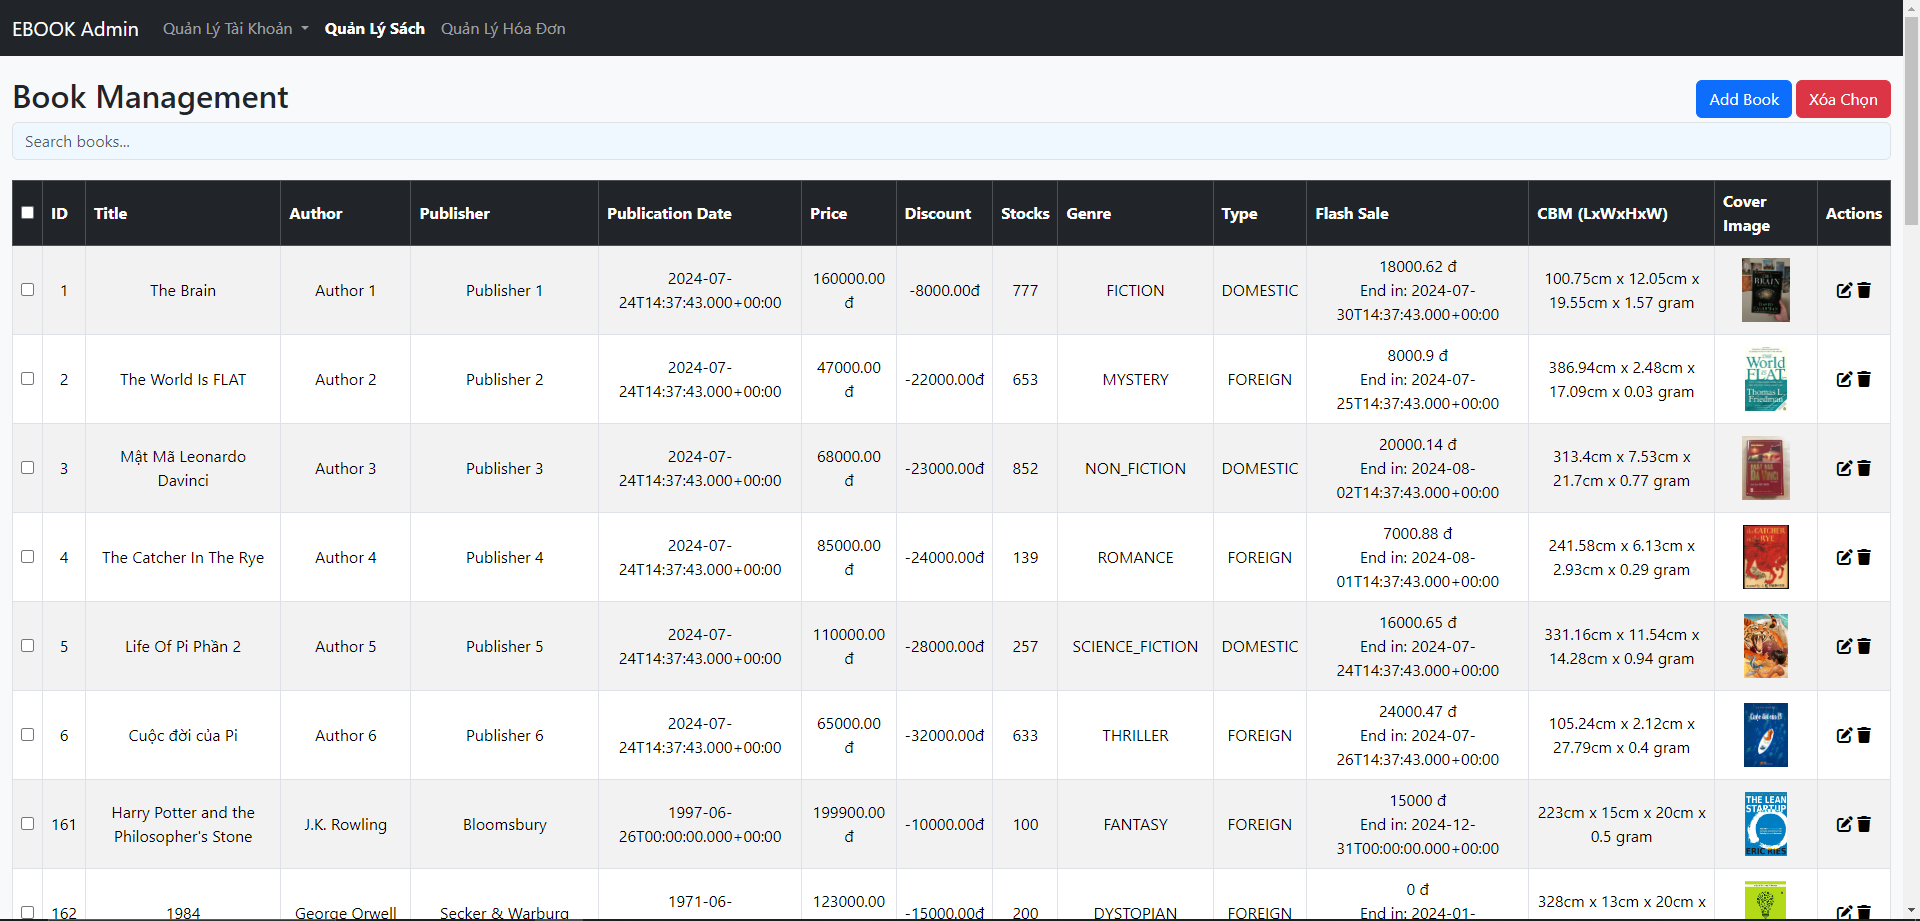 EBOOK Admin Quản Lý Tài Khoản Quản Lý Sách Quản Lý Hóa Đơn
Book Management
Add Book Xóa Chọn
Search books...
ID Title Author Publisher Publication Date Price Discount Stocks Genre Type Flash Sale CBM (LxWxHxW) Cover Image Actions
1 The Brain Author 1 Publisher 1 2024-07-24T14:37:43.000+00:00 160000.00 đ -8000.00đ 777 FICTION DOMESTIC 18000.62 đ End in: 2024-07-30T14:37:43.000+00:00 100.75cm x 12.05cm x 19.55cm x 1.57 gram
BRAIN
2 The World Is FLAT Author 2 Publisher 2 2024-07-24T14:37:43.000+00:00 47000.00 đ -22000.00đ 653 MYSTERY FOREIGN 8000.9 đ End in: 2024-07-25T14:37:43.000+00:00 386.94cm x 2.48cm x 17.09cm x 0.03 gram
World
FLAT
Thomas L.
Friedman
3 Mật Mã Leonardo Davinci Author 3 Publisher 3 2024-07-24T14:37:43.000+00:00 68000.00 đ -23000.00đ 852 NON_FICTION DOMESTIC 20000.14 đ End in: 2024-08-02T14:37:43.000+00:00 313.4cm x 7.53cm x 21.7cm x 0.77 gram
DA VINCI
4 The Catcher In The Rye Author 4 Publisher 4 2024-07-24T14:37:43.000+00:00 85000.00 đ -24000.00đ 139 ROMANCE FOREIGN 7000.88 đ End in: 2024-08-01T14:37:43.000+00:00 241.58cm x 6.13cm x 2.93cm x 0.29 gram
CATCHER
RYE
5 Life Of Pi Phần 2 Author 5 Publisher 5 2024-07-24T14:37:43.000+00:00 110000.00 đ -28000.00đ 257 SCIENCE_FICTION DOMESTIC 16000.65 đ End in: 2024-07-24T14:37:43.000+00:00 331.16cm x 11.54cm x 14.28cm x 0.94 gram
6 Cuộc đời của Pi Author 6 Publisher 6 2024-07-24T14:37:43.000+00:00 65000.00 đ -32000.00đ 633 THRILLER FOREIGN 24000.47 đ End in: 2024-07-26T14:37:43.000+00:00 105.24cm x 2.12cm x 27.79cm x 0.4 gram
Cuộc đời của Pi
161 Harry Potter and the Philosopher's Stone J.K. Rowling Bloomsbury 1997-06-26T00:00:00.000+00:00 199900.00 đ -10000.00đ 100 FANTASY FOREIGN 15000 đ End in: 2024-12-31T00:00:00.000+00:00 223cm x 15cm x 20cm x 0.5 gram
THE LEAN
STARTUP
ERIC RIES
162 1984 George Orwell Secker & Warburg 1971-06- 123000.00 -15000.00đ 200 DYSTOPIAN FOREIGN 0 đ End in: 2024-01- 328cm x 13cm x 20cm x